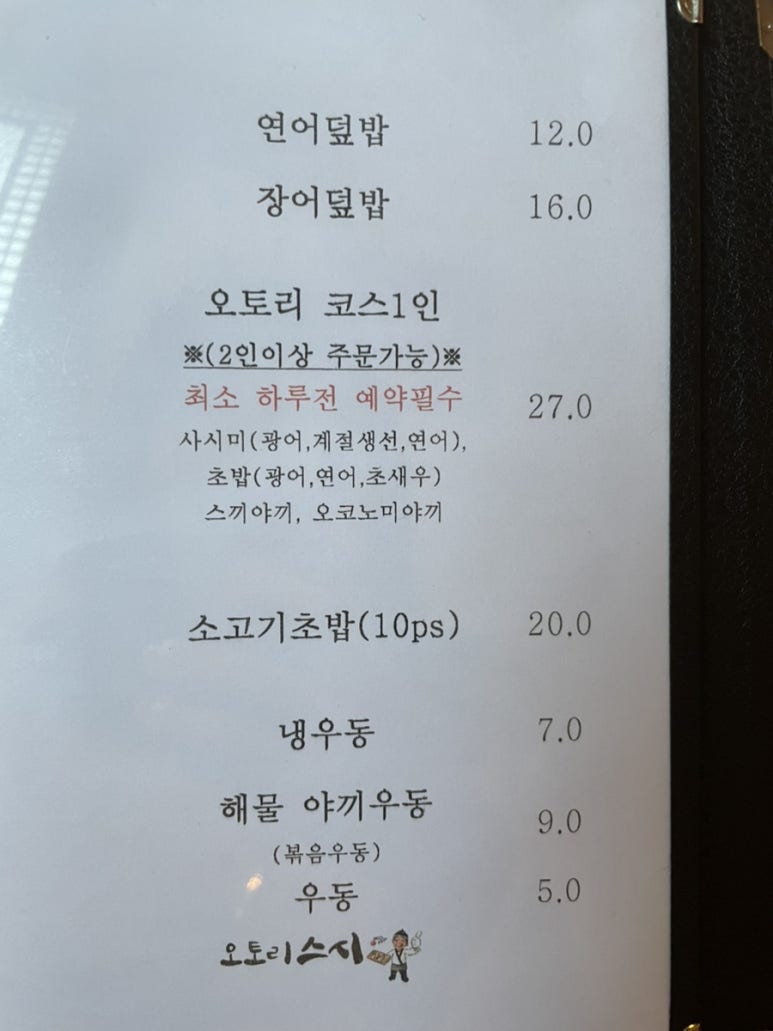 연어덮밥 12.0
장어덮밥 16.0
오토리 코스1인
※(2인이상 주문가능)※
최소 하루전 예약필수 27.0
사시미(광어,계절생선,연어),
초밥(광어,연어,초새우)
스끼야끼, 오코노미야끼
소고기초밥(10ps) 20.0
냉우동 7.0
해물 야끼우동 9.0
(볶음우동)
우동 5.0
오토리스시